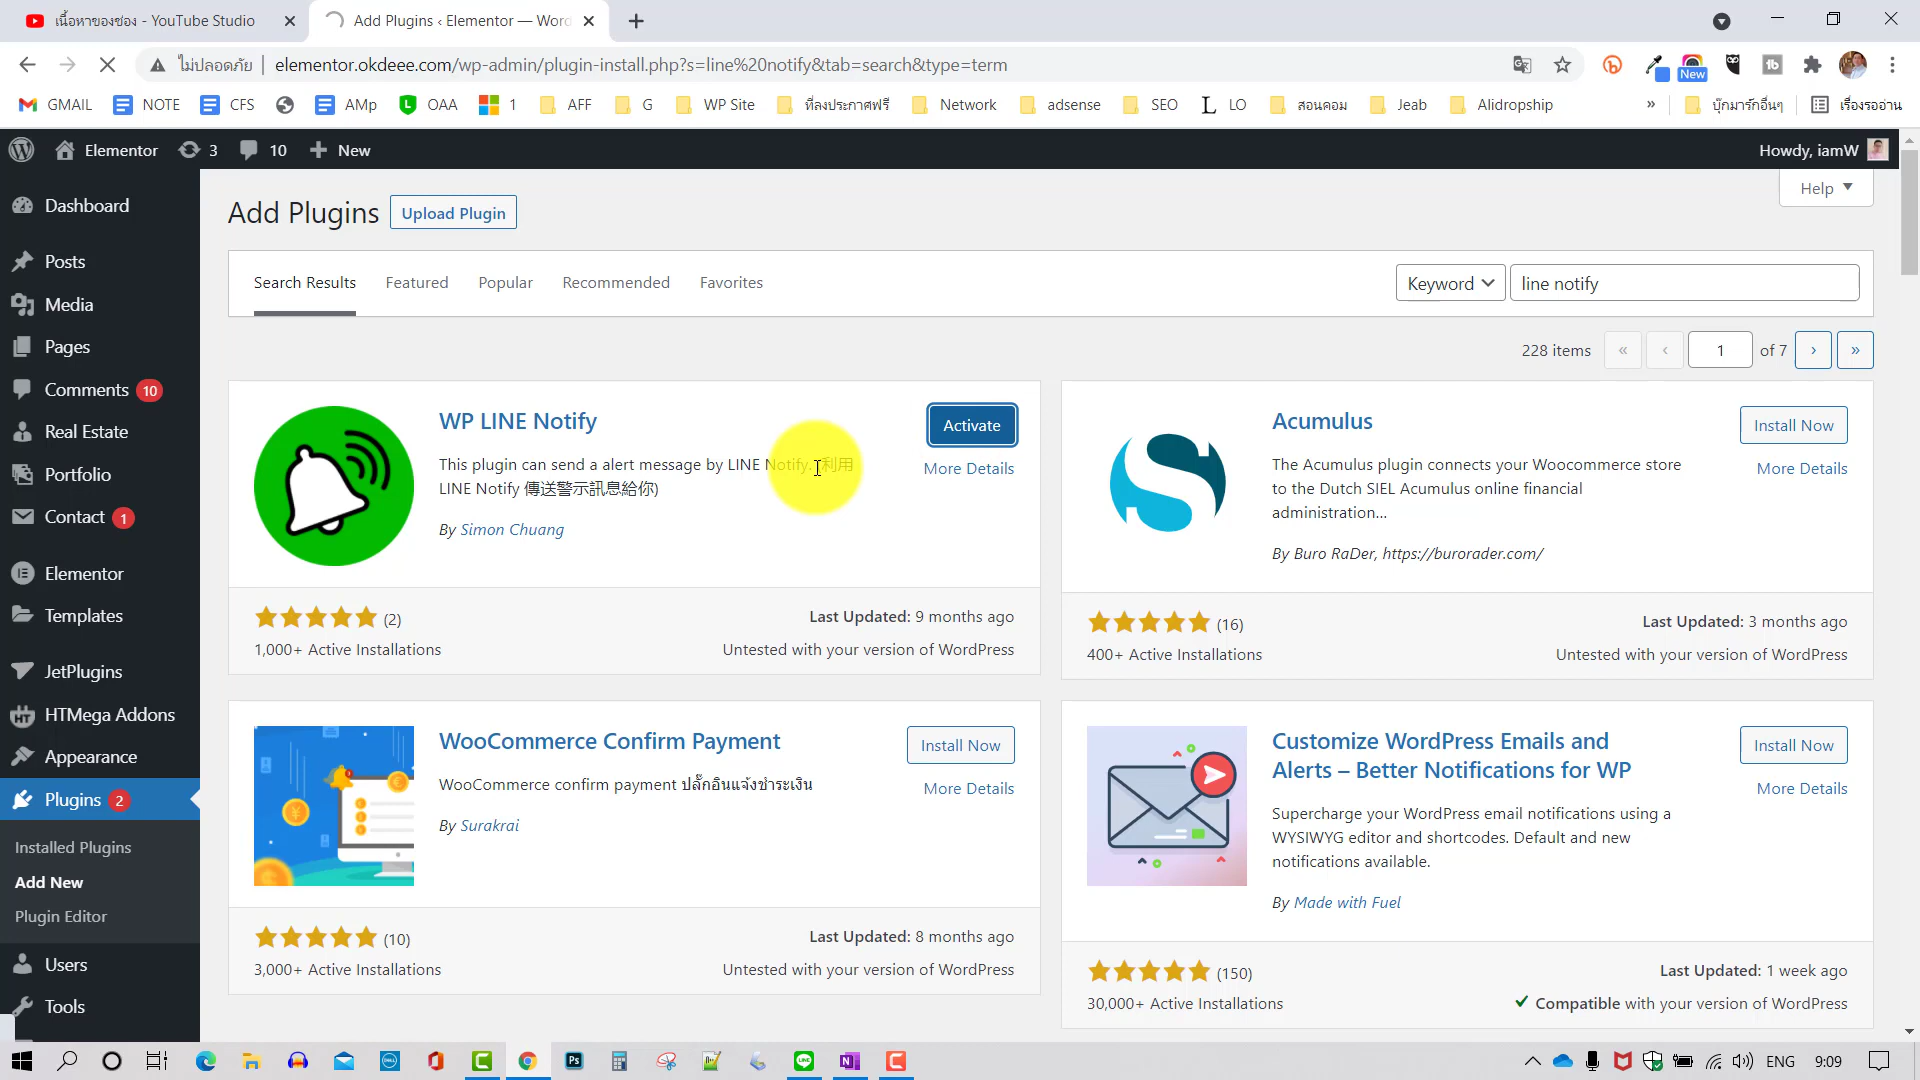 เนื้อหาของช่อง - YouTube Studio
Add Plugins ‹ Elementor — Word
ไม่ปลอดภัย
elementor.okdeee.com/wp-admin/plugin-install.php?s=line%20notify&tab=search&type=term
New
GMAIL
NOTE
CFS
AMp
OAA
1
AFF
G
WP Site
ที่ลงประกาศฟรี
Network
adsense
SEO
LO
สอนคอม
Jeab
Alidropship
»
บุ๊กมาร์กอื่นๆ
เรื่องรออ่าน
Elementor
3
10
New
Howdy, iamW
Dashboard
Posts
Media
Pages
Comments 10
Real Estate
Portfolio
Contact 1
Elementor
Templates
JetPlugins
HTMega Addons
Appearance
Plugins 2
Installed Plugins
Add New
Plugin Editor
Users
Tools
Help
Add Plugins
Upload Plugin
Search Results
Featured
Popular
Recommended
Favorites
Keyword
line notify
228 items
«
‹
1
of 7
›
»
WP LINE Notify
Activate
More Details
This plugin can send a alert message by LINE Notify. 利用
LINE Notify 傳送警示訊息給你)
By Simon Chuang
(2)
1,000+ Active Installations
Last Updated: 9 months ago
Untested with your version of WordPress
Acumulus
Install Now
More Details
The Acumulus plugin connects your Woocommerce store
to the Dutch SIEL Acumulus online financial
administration...
By Buro RaDer, https://burorader.com/
(16)
400+ Active Installations
Last Updated: 3 months ago
Untested with your version of WordPress
WooCommerce Confirm Payment
Install Now
More Details
WooCommerce confirm payment ปลั๊กอินแจ้งชำระเงิน
By Surakrai
(10)
3,000+ Active Installations
Last Updated: 8 months ago
Untested with your version of WordPress
Customize WordPress Emails and
Alerts – Better Notifications for WP
Install Now
More Details
Supercharge your WordPress email notifications using a
WYSIWYG editor and shortcodes. Default and new
notifications available.
By Made with Fuel
(150)
30,000+ Active Installations
Last Updated: 1 week ago
Compatible with your version of WordPress
ENG
9:09